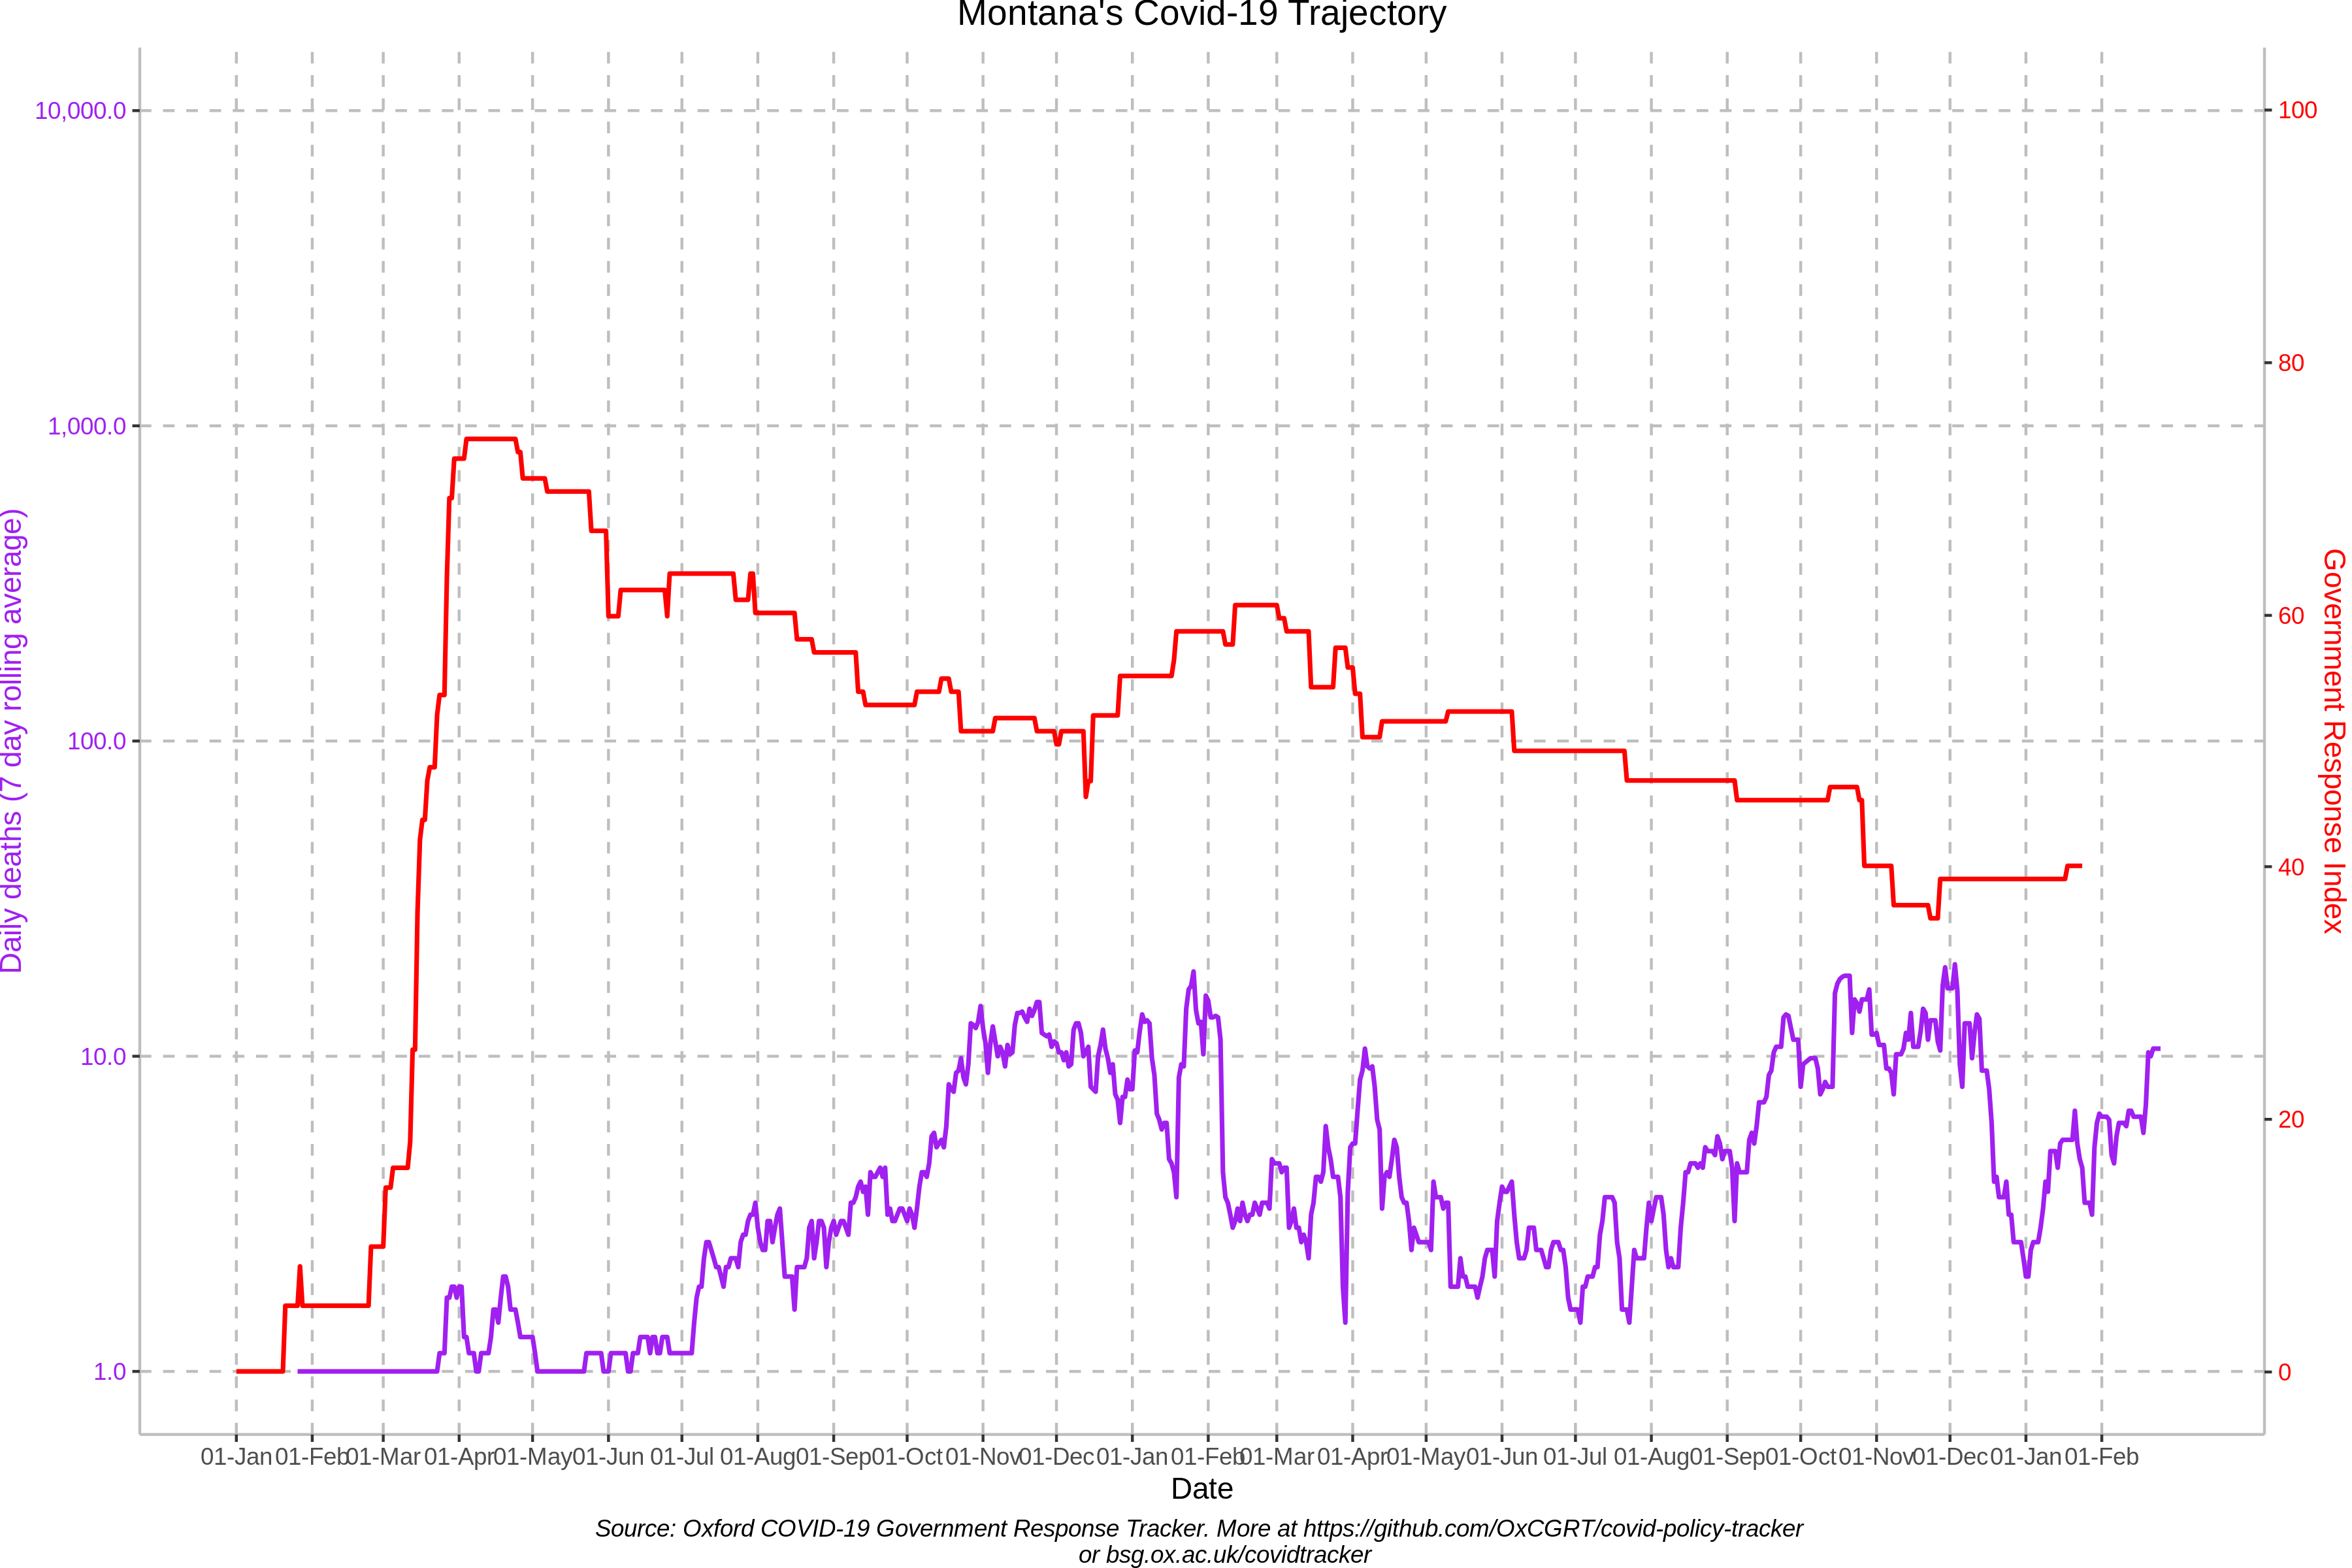 Montana's Covid-19 Trajectory
10,000.0
1,000.0
100.0
10.0
1.0
Daily deaths (7 day rolling average)
100
80
60
40
20
0
Government Response Index
01-Jan 01-Feb 01-Mar 01-Apr 01-May 01-Jun 01-Jul 01-Aug 01-Sep 01-Oct 01-Nov 01-Dec 01-Jan 01-Feb 01-Mar 01-Apr 01-May 01-Jun 01-Jul 01-Aug 01-Sep 01-Oct 01-Nov 01-Dec 01-Jan 01-Feb
Date
Source: Oxford COVID-19 Government Response Tracker. More at https://github.com/OxCGRT/covid-policy-tracker
or bsg.ox.ac.uk/covidtracker